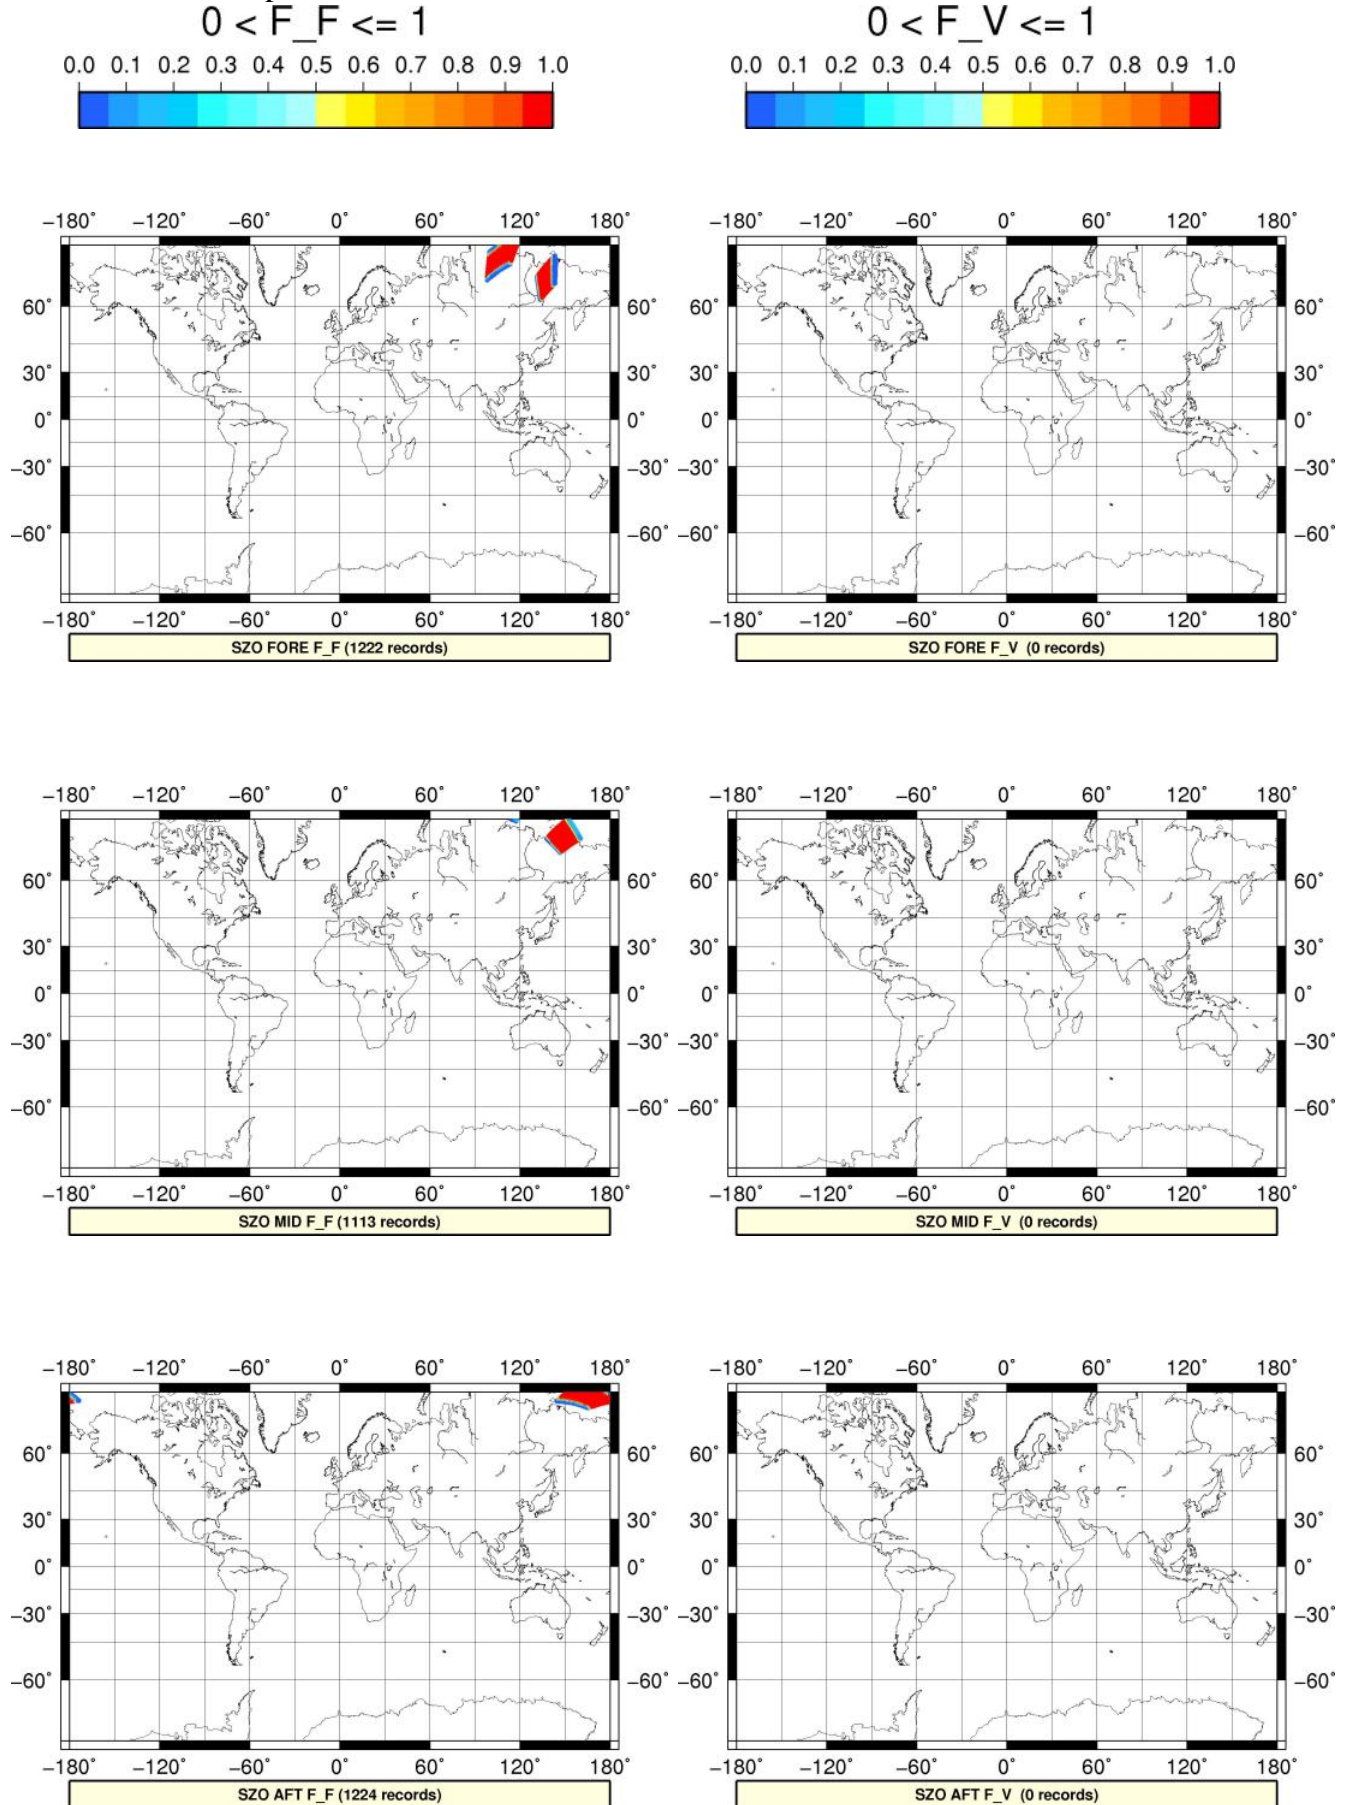 0 < F_F <= 1
0 < F_V <= 1
0.0 0.1 0.2 0.3 0.4 0.5 0.6 0.7 0.8 0.9 1.0
0.0 0.1 0.2 0.3 0.4 0.5 0.6 0.7 0.8 0.9 1.0
−180˚ −120˚ −60˚ 0˚ 60˚ 120˚ 180˚
−180˚ −120˚ −60˚ 0˚ 60˚ 120˚ 180˚
60˚ 60˚ 60˚
30˚ 30˚ 30˚ 30˚
0˚ 0˚ 0˚ 0˚
−30˚ −30˚ −30˚ −30˚
−60˚ −60˚ −60˚ −60˚
−180˚ −120˚ −60˚ 0˚ 60˚ 120˚ 180˚
−180˚ −120˚ −60˚ 0˚ 60˚ 120˚ 180˚
SZO FORE F_F (1222 records)
SZO FORE F_V (0 records)
−180˚ −120˚ −60˚ 0˚ 60˚ 120˚ 180˚
−180˚ −120˚ −60˚ 0˚ 60˚ 120˚ 180˚
60˚ 60˚ 60˚ 60˚
30˚ 30˚ 30˚ 30˚
0˚ 0˚ 0˚ 0˚
−30˚ −30˚ −30˚ −30˚
−60˚ −60˚ −60˚ −60˚
−180˚ −120˚ −60˚ 0˚ 60˚ 120˚ 180˚
−180˚ −120˚ −60˚ 0˚ 60˚ 120˚ 180˚
SZO MID F_F (1113 records)
SZO MID F_V (0 records)
−180˚ −120˚ −60˚ 0˚ 60˚ 120˚ 180˚
−180˚ −120˚ −60˚ 0˚ 60˚ 120˚ 180˚
60˚ 60˚ 60˚ 60˚
30˚ 30˚ 30˚ 30˚
0˚ 0˚ 0˚ 0˚
−30˚ −30˚ −30˚ −30˚
−60˚ −60˚ −60˚ −60˚
−180˚ −120˚ −60˚ 0˚ 60˚ 120˚ 180˚
−180˚ −120˚ −60˚ 0˚ 60˚ 120˚ 180˚
SZO AFT F_F (1224 records)
SZO AFT F_V (0 records)